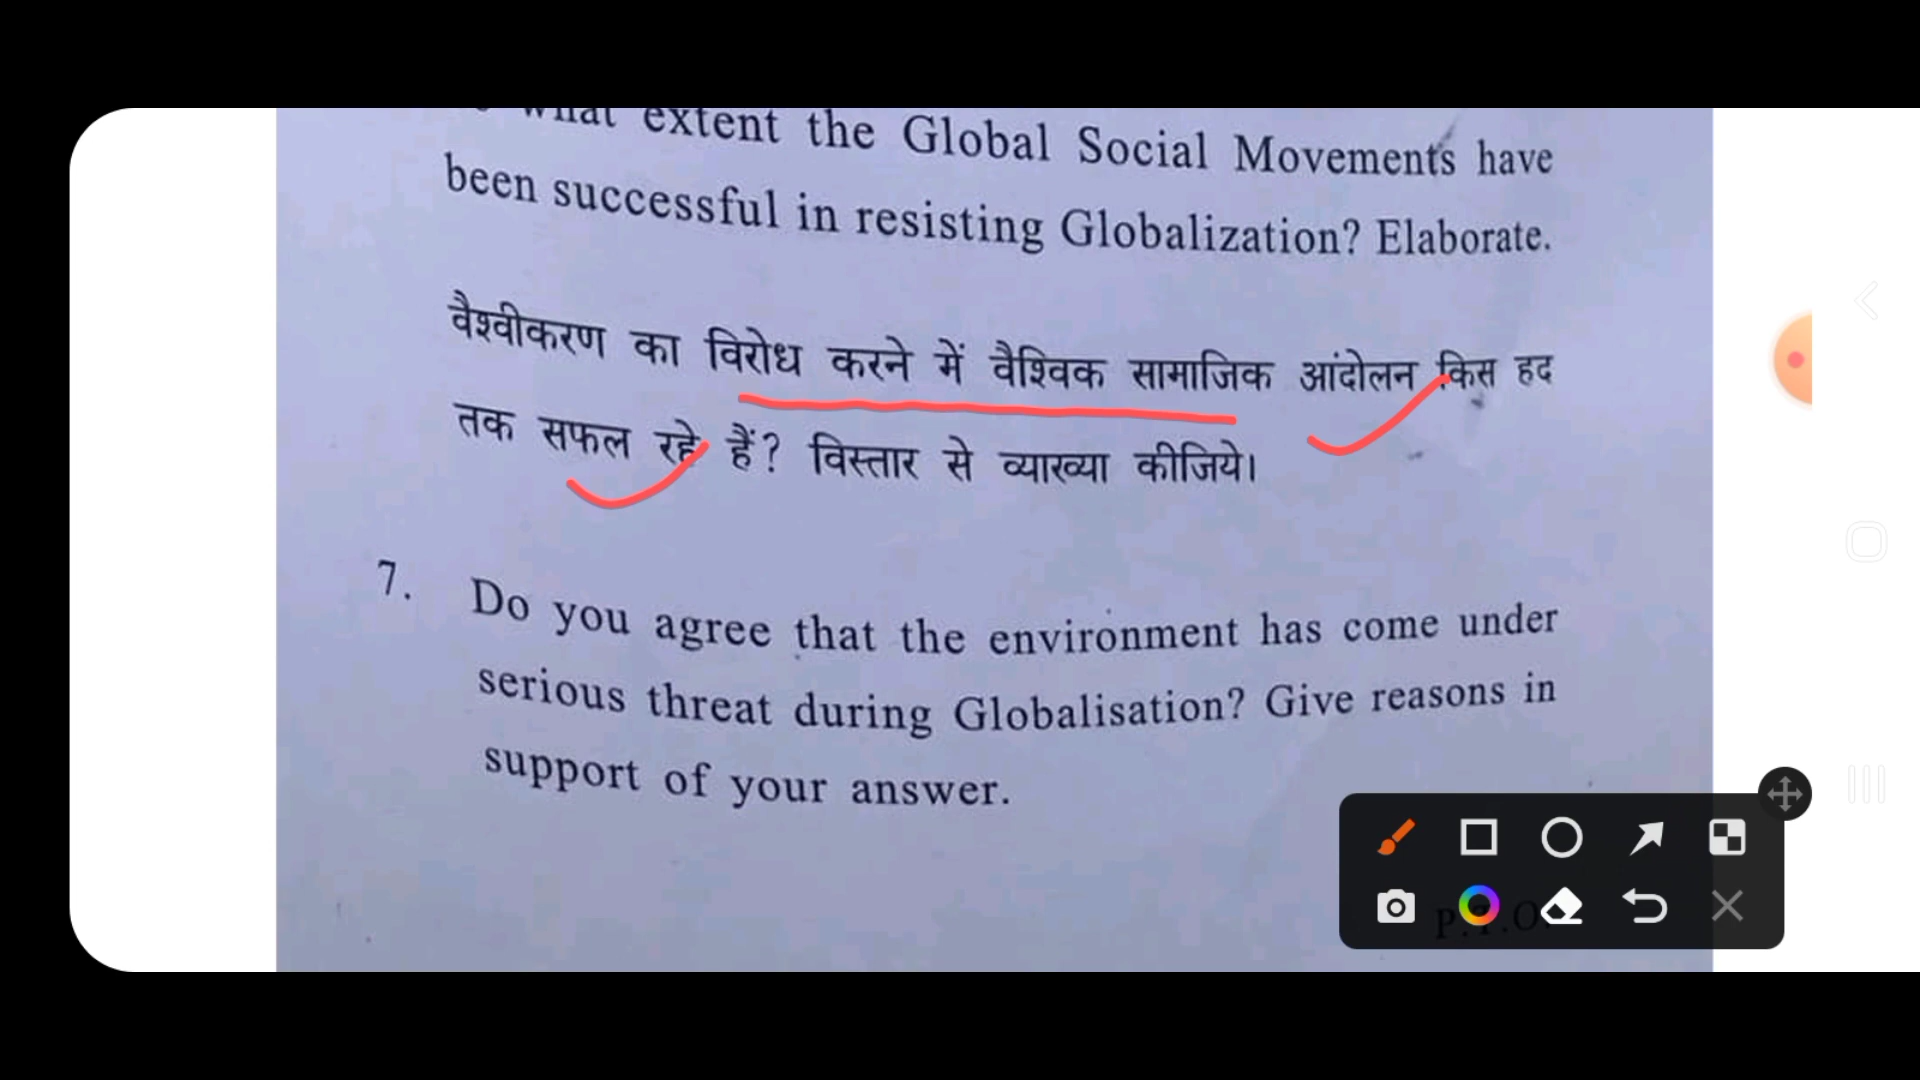 what extent the Global Social Movements have
been successful in resisting Globalization? Elaborate.
वैश्वीकरण का विरोध करने में वैश्विक सामाजिक आंदोलन किस हद
तक सफल रहे हैं? विस्तार से व्याख्या कीजिये।
7. Do you agree that the environment has come under
serious threat during Globalisation? Give reasons in
support of your answer.
P.T.O.